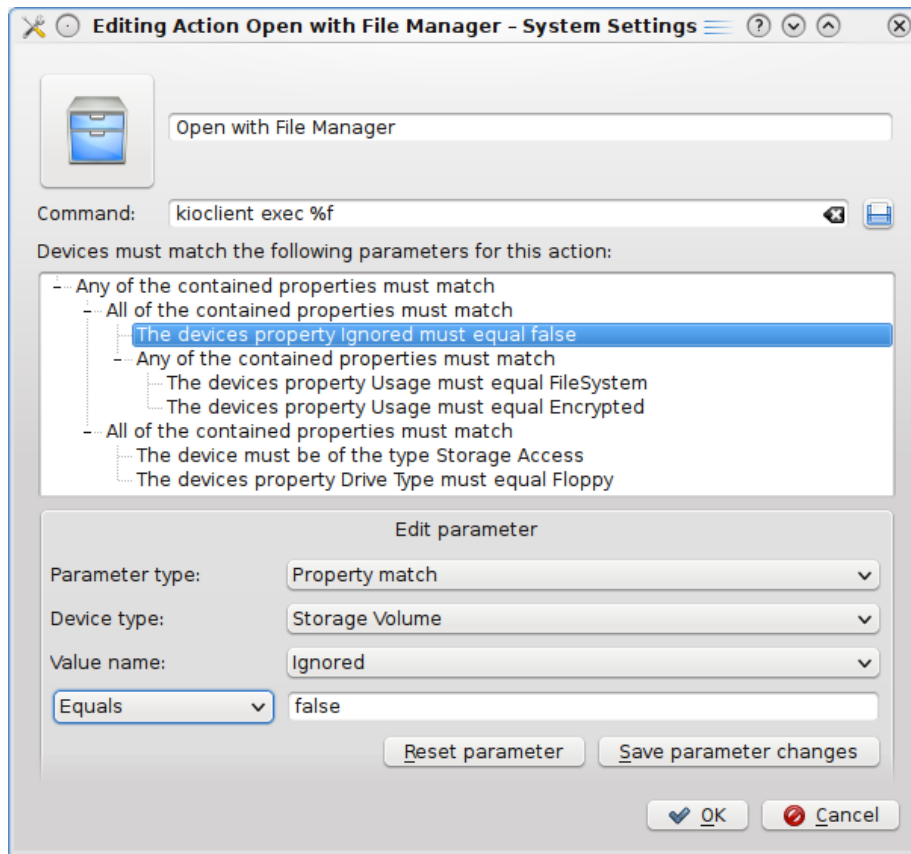 Editing Action Open with File Manager – System Settings
Open with File Manager
Command: kioclient exec %f
Devices must match the following parameters for this action:
Any of the contained properties must match
All of the contained properties must match
The devices property Ignored must equal false
Any of the contained properties must match
The devices property Usage must equal FileSystem
The devices property Usage must equal Encrypted
All of the contained properties must match
The device must be of the type Storage Access
The devices property Drive Type must equal Floppy
Edit parameter
Parameter type: Property match
Device type: Storage Volume
Value name: Ignored
Equals false
Reset parameter Save parameter changes
OK Cancel